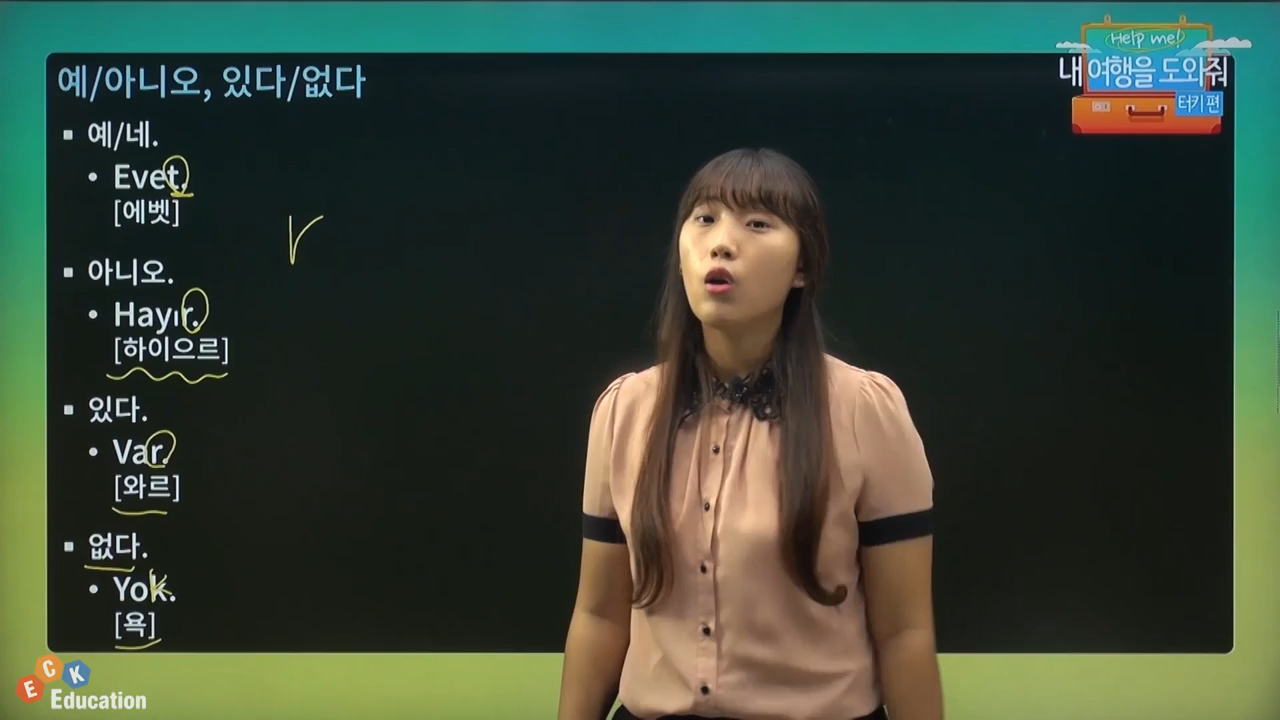 예/아니오, 있다/없다
예/네.
Evet.
[에벳]
아니오.
Hayır.
[하이으르]
있다.
Var.
[와르]
없다.
Yok.
[욕]
r
Help me!
내 여행을 도와줘
터키 편
ECK
Education